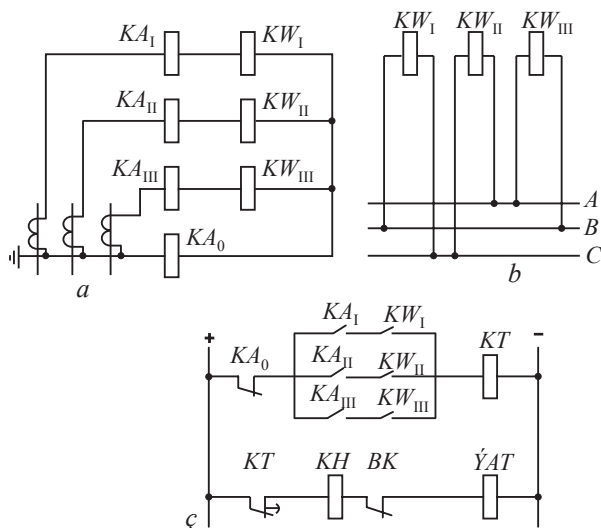 KA_I KW_I
KA_II KW_II
KA_III KW_III
KA_0
a
KW_I KW_II KW_III
A
B
C
b
+ -
KA_I KW_I
KA_0 KA_II KW_II KT
KA_III KW_III
KT KH BK ÝAT
ç